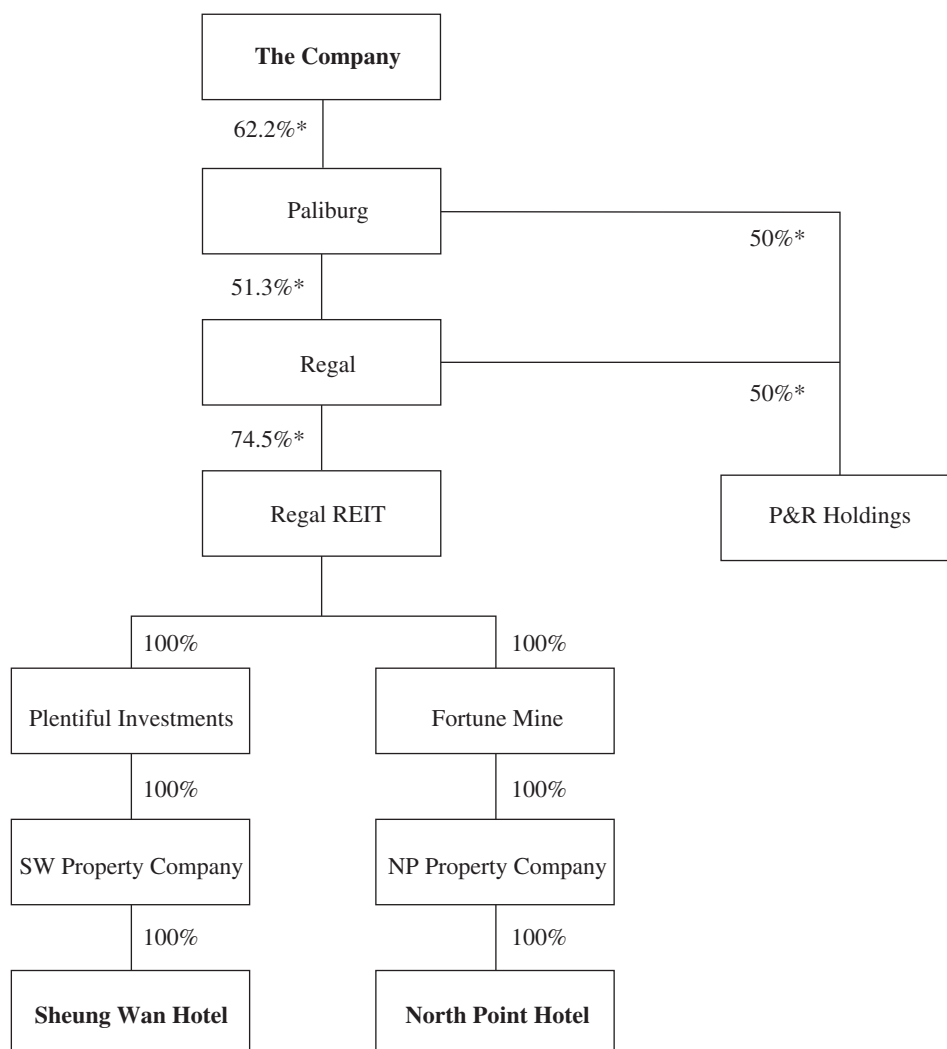 The Company
62.2%*
Paliburg
50%*
51.3%*
Regal
50%*
74.5%*
Regal REIT
P&R Holdings
100%
100%
Plentiful Investments
Fortune Mine
100%
100%
SW Property Company
NP Property Company
100%
100%
Sheung Wan Hotel
North Point Hotel